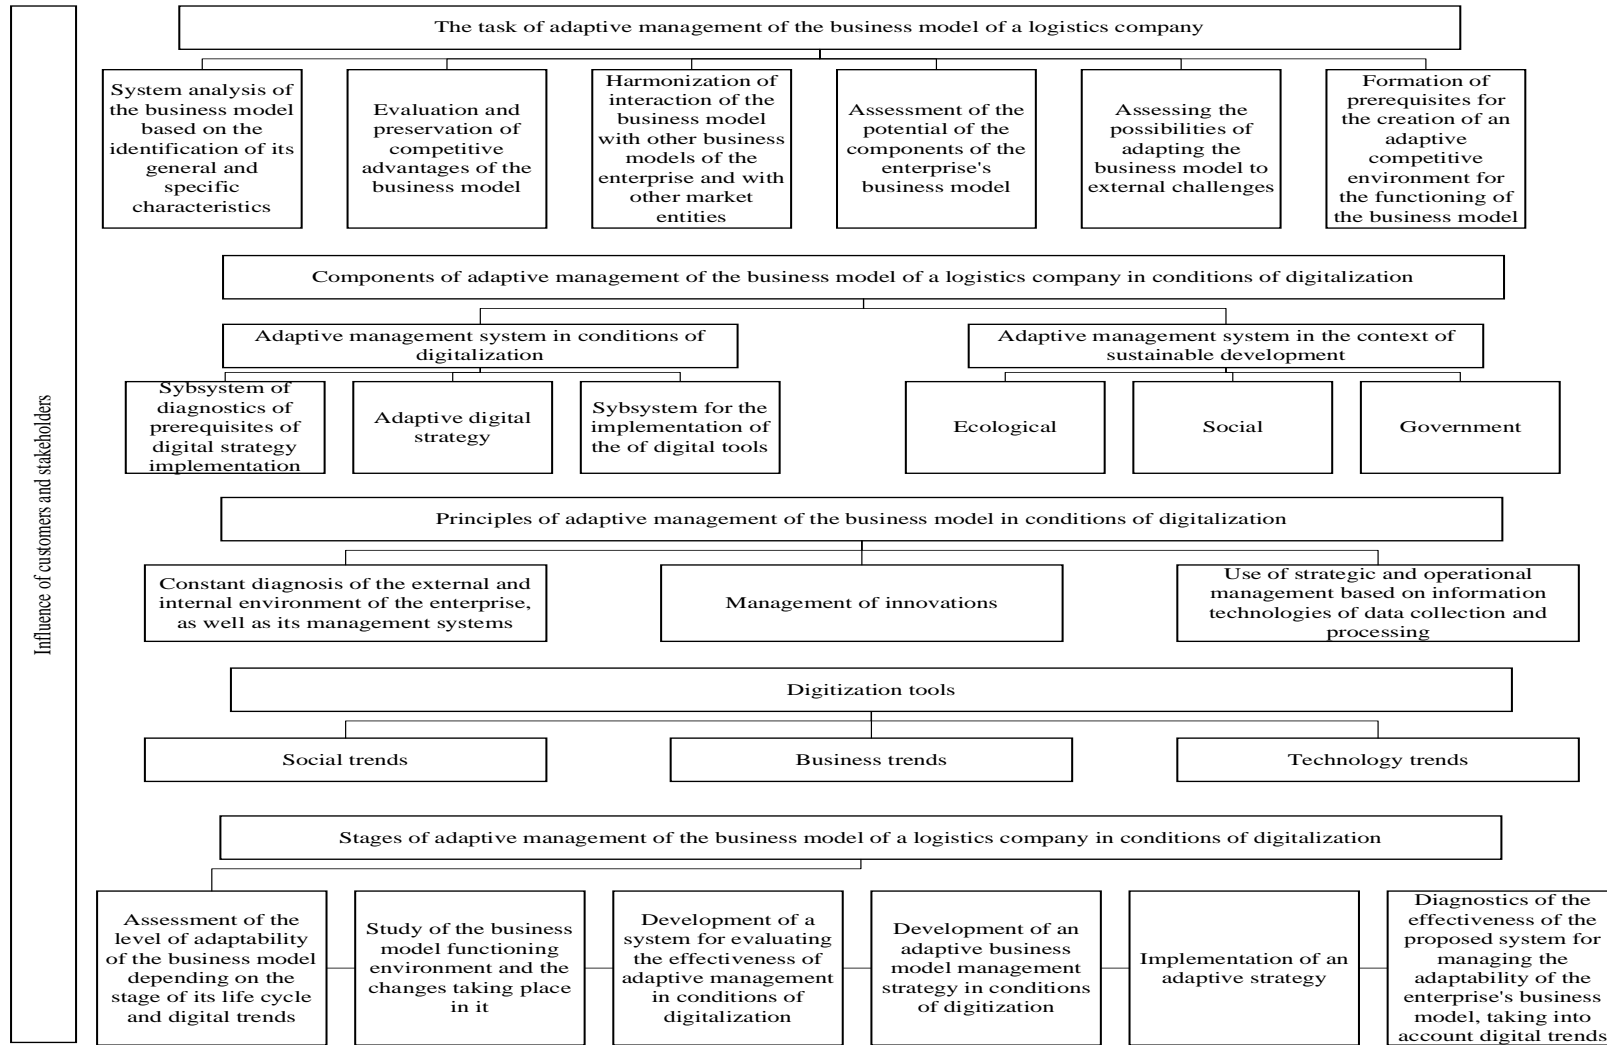 Influence of customers and stakeholders
The task of adaptive management of the business model of a logistics company
System analysis of
the business model
based on the
identification of its
general and
specific
characteristics
Evaluation and
preservation of
competitive
advantages of the
business model
Harmonization of
interaction of the
business model
with other business
models of the
enterprise and with
other market
entities
Assessment of the
potential of the
components of the
enterprise's
business model
Assessing the
possibilities of
adapting the
business model to
external challenges
Formation of
prerequisites for
the creation of an
adaptive
competitive
environment for
the functioning of
the business model
Components of adaptive management of the business model of a logistics company in conditions of digitalization
Adaptive management system in conditions of
digitalization
Adaptive management system in the context of
sustainable development
Sybsystem of
diagnostics of
prerequisites of
digital strategy
implementation
Adaptive digital
strategy
Sybsystem for the
implementation of
the of digital tools
Ecological
Social
Government
Principles of adaptive management of the business model in conditions of digitalization
Constant diagnosis of the external and
internal environment of the enterprise,
as well as its management systems
Management of innovations
Use of strategic and operational
management based on information
technologies of data collection and
processing
Digitization tools
Social trends
Business trends
Technology trends
Stages of adaptive management of the business model of a logistics company in conditions of digitalization
Assessment of the
level of adaptability
of the business model
depending on the
stage of its life cycle
and digital trends
Study of the business
model functioning
environment and the
changes taking place
in it
Development of a
system for evaluating
the effectiveness of
adaptive management
in conditions of
digitalization
Development of an
adaptive business
model management
strategy in conditions
of digitization
Implementation of an
adaptive strategy
Diagnostics of the
effectiveness of the
proposed system for
managing the
adaptability of the
enterprise's business
model, taking into
account digital trends